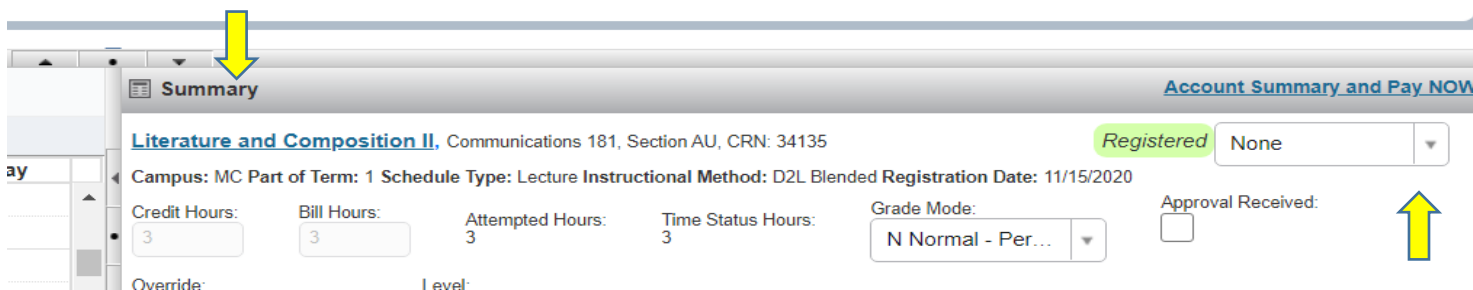 Summary Account Summary and Pay NOW
Literature and Composition II, Communications 181, Section AU, CRN: 34135 Registered None
ay
Campus: MC Part of Term: 1 Schedule Type: Lecture Instructional Method: D2L Blended Registration Date: 11/15/2020
Credit Hours: Bill Hours: Attempted Hours: Time Status Hours: Grade Mode: Approval Received:
3 3 3 3 N Normal - Per...
Override: Level: